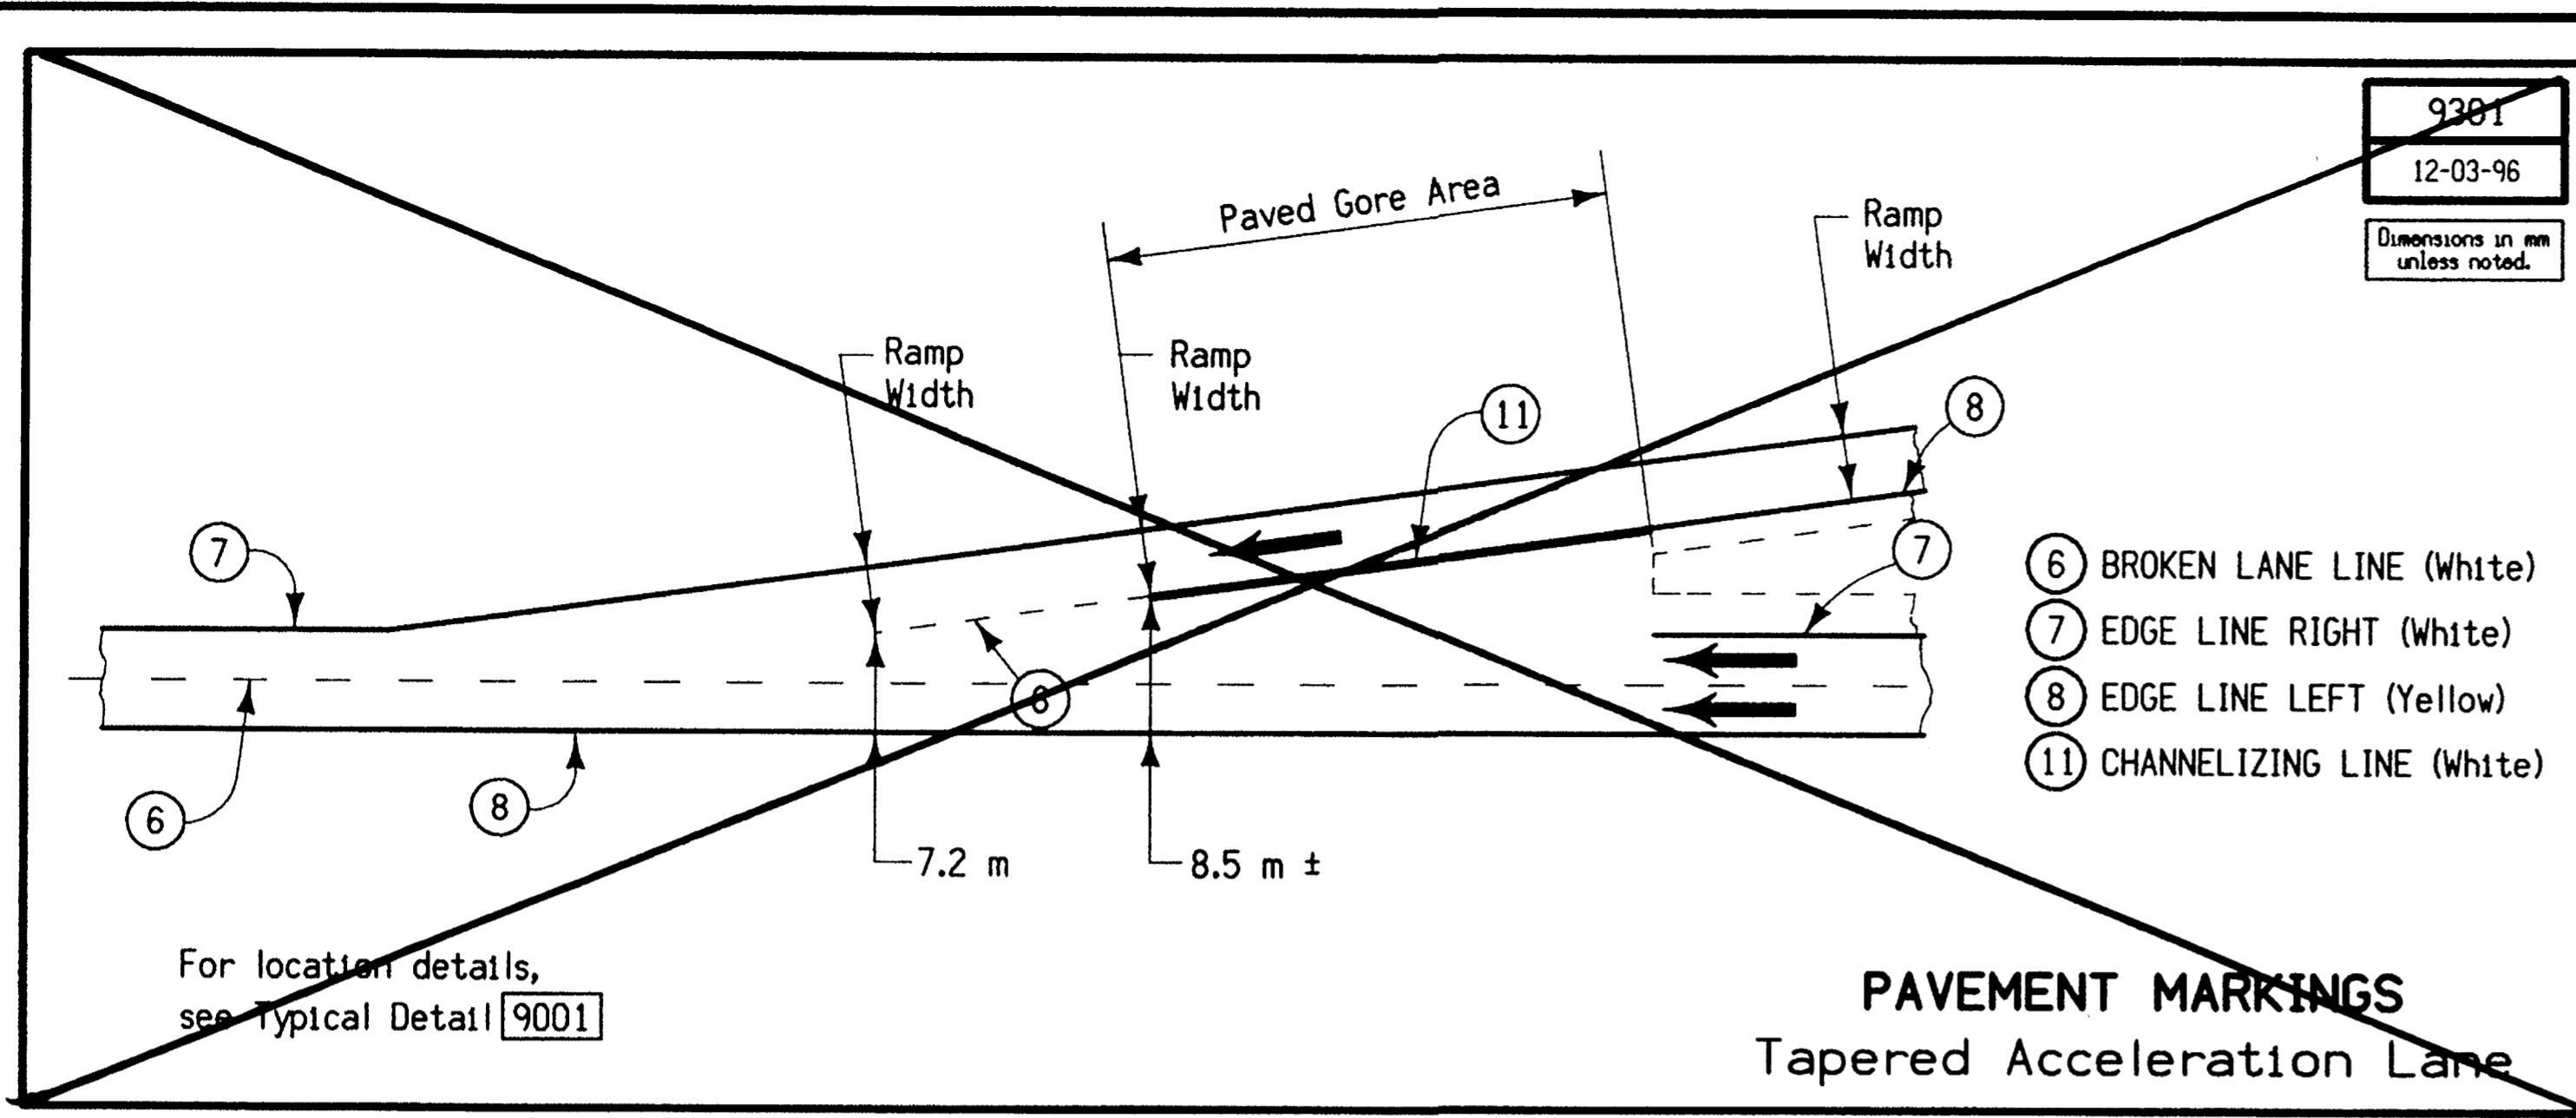 9301
12-03-96
Dimensions in mm
unless noted.
Paved Gore Area
Ramp
Width
Ramp
Width
Ramp
Width
11
8
7
7
6
8
7.2 m
8.5 m ±
6 BROKEN LANE LINE (White)
7 EDGE LINE RIGHT (White)
8 EDGE LINE LEFT (Yellow)
11 CHANNELIZING LINE (White)
For location details,
see Typical Detail 9001
PAVEMENT MARKINGS
Tapered Acceleration Lane